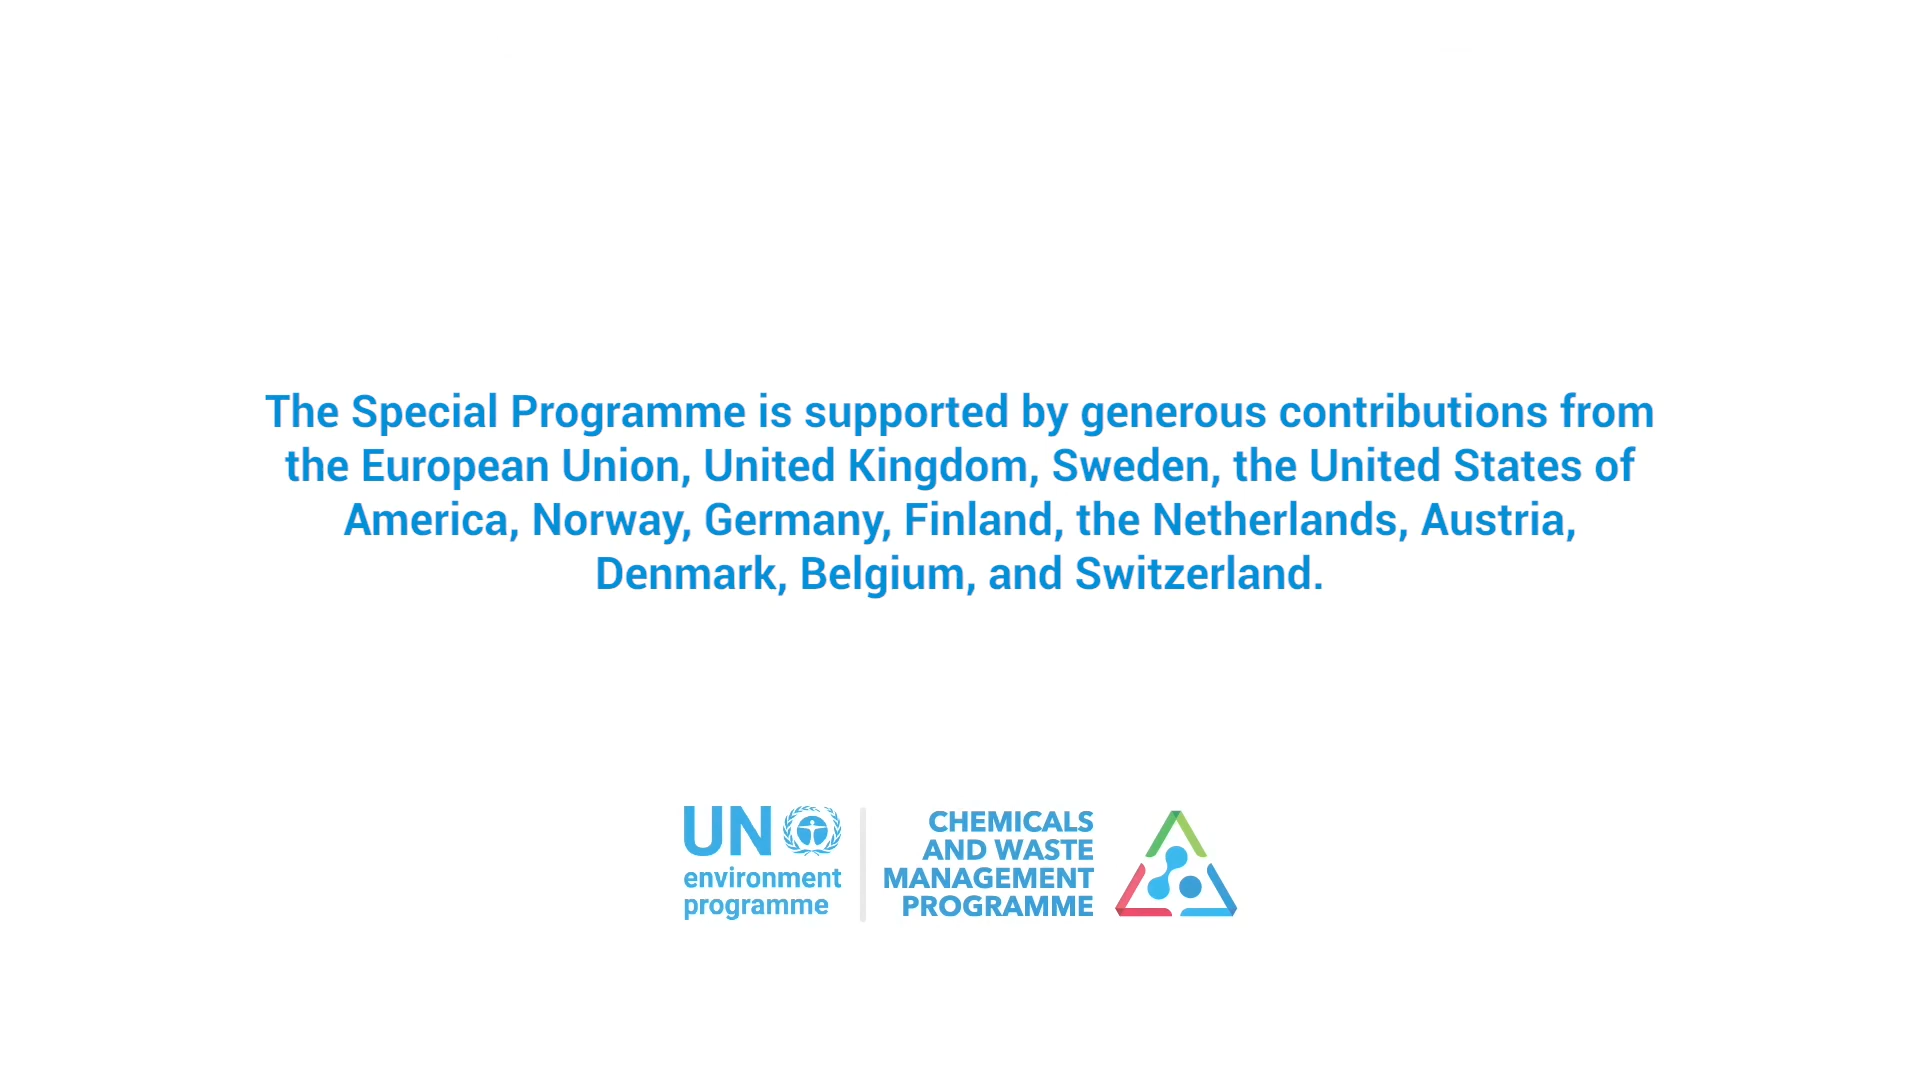 The Special Programme is supported by generous contributions from
the European Union, United Kingdom, Sweden, the United States of
America, Norway, Germany, Finland, the Netherlands, Austria,
Denmark, Belgium, and Switzerland.
UN
environment
programme
CHEMICALS
AND WASTE
MANAGEMENT
PROGRAMME